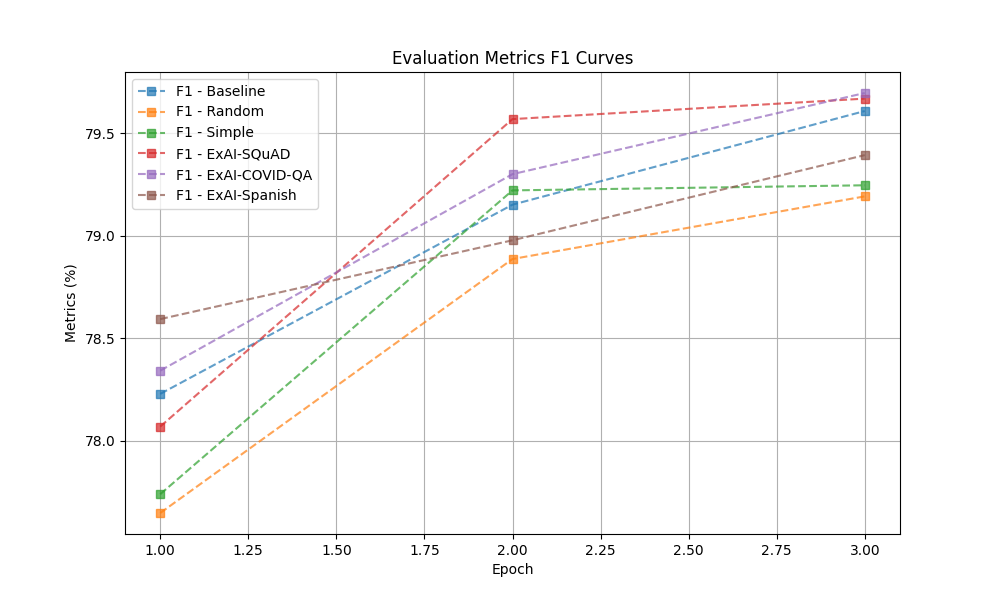 Evaluation Metrics F1 Curves
F1 - Baseline
F1 - Random
F1 - Simple
F1 - ExAI-SQuAD
F1 - ExAI-COVID-QA
F1 - ExAI-Spanish
79.5
79.0
78.5
78.0
Metrics (%)
1.00 1.25 1.50 1.75 2.00 2.25 2.50 2.75 3.00
Epoch